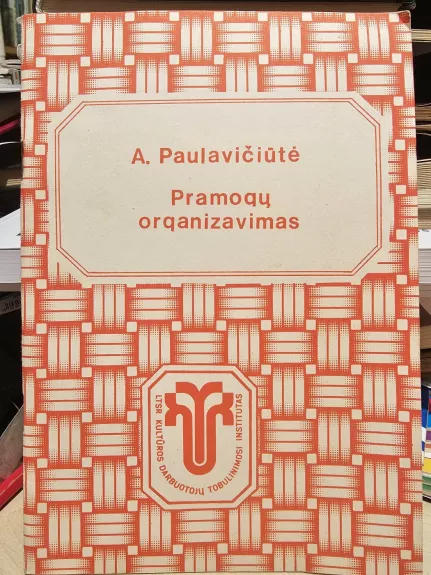 A. Paulavičiūtė
Pramogų
organizavimas
LTSR KULTŪROS DARBUOTOJŲ TOBULINIMOSI INSTITUTAS